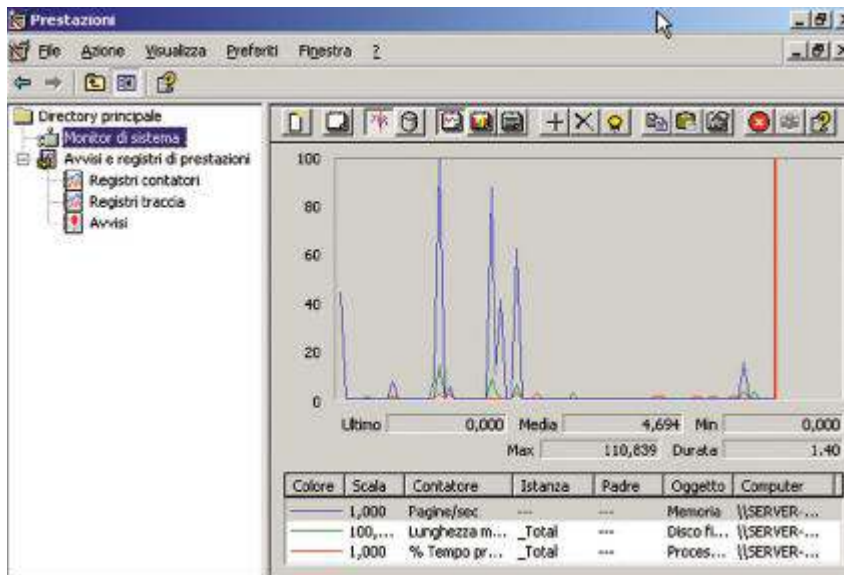 Prestazioni
File Azione Visualizza Preferiti Finestra ?
Directory principale
Monitor di sistema
Avvisi e registri di prestazioni
Registri contatori
Registri traccia
Avvisi
100
80
60
40
20
0
Ultimo 0,000 Media 4,694 Min 0,000
Max 110,839 Durata 1.40
Colore Scala Contatore Istanza Padre Oggetto Computer
1,000 Pagine/sec --- --- Memoria \\SERVER-...
100,... Lunghezza m... _Total --- Disco fi... \\SERVER-...
1,000 % Tempo pr... _Total --- Proces... \\SERVER-...